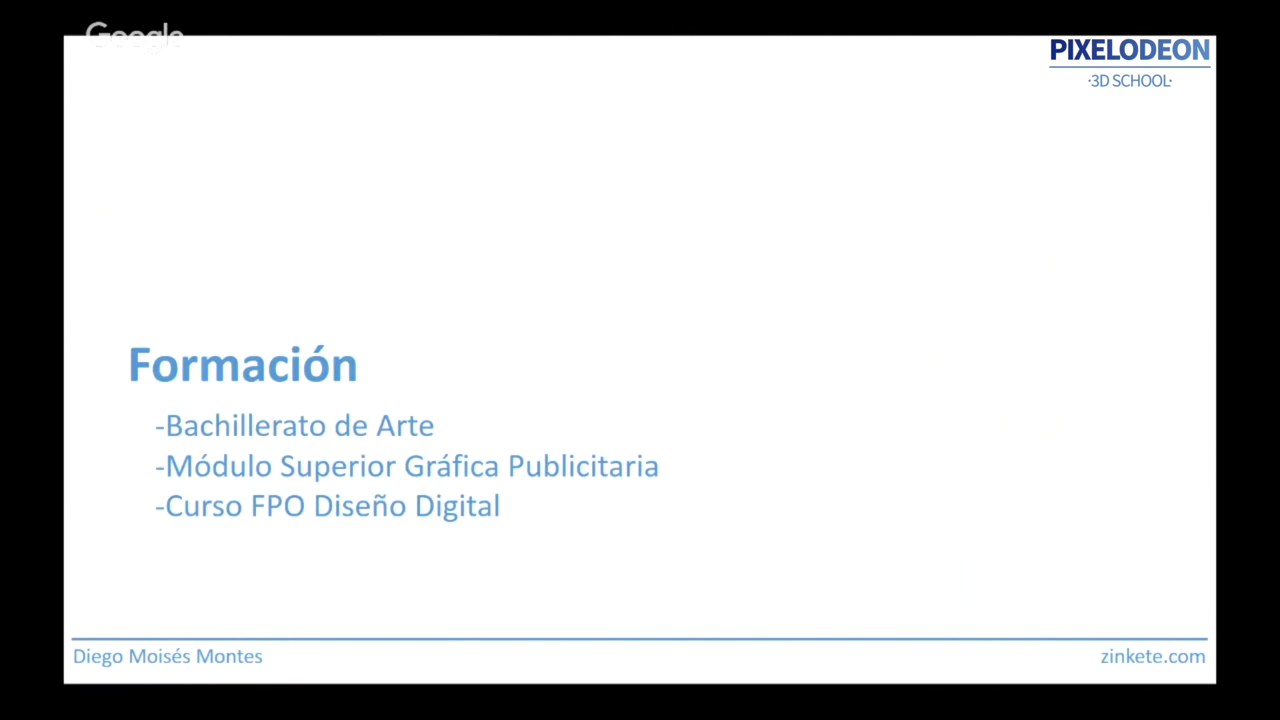 Google
PIXELODEON
·3D SCHOOL·
Formación
-Bachillerato de Arte
-Módulo Superior Gráfica Publicitaria
-Curso FPO Diseño Digital
Diego Moisés Montes
zinkete.com